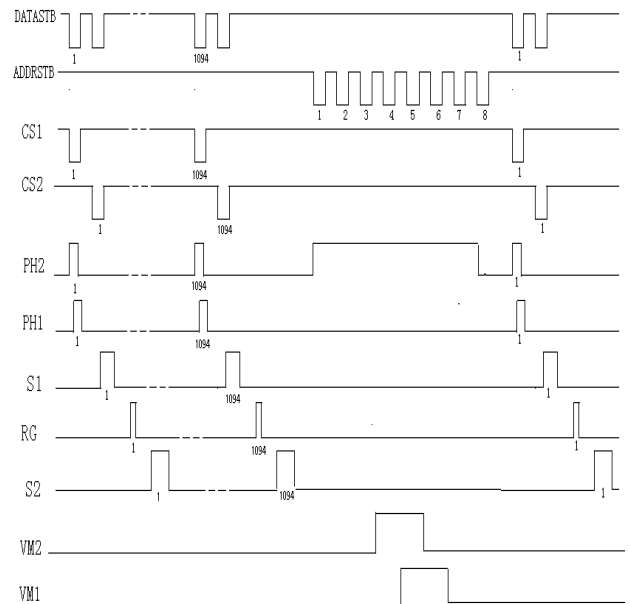 DATASTB
1 1094 1
ADDRSTB
1 2 3 4 5 6 7 8
CS1
1 1094 1
CS2
1 1094 1
PH2
1 1094 1
PH1
1 1094 1
S1
1 1094 1
RG
1 1094 1
S2
1 1094 1
VM2
VM1